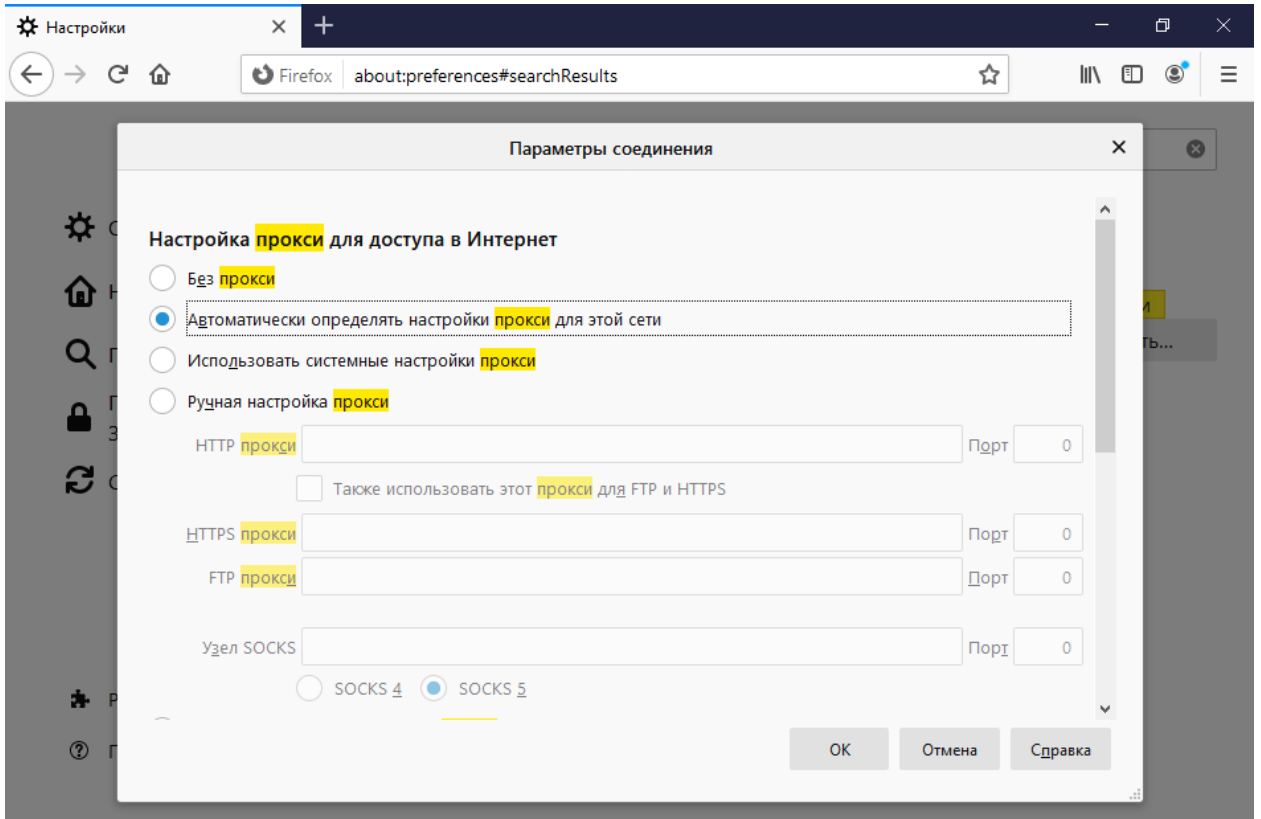 Настройки
Firefox about:preferences#searchResults
Параметры соединения
Настройка прокси для доступа в Интернет
Без прокси
Автоматически определять настройки прокси для этой сети
Использовать системные настройки прокси
Ручная настройка прокси
HTTP прокси Порт 0
Также использовать этот прокси для FTP и HTTPS
HTTPS прокси Порт 0
FTP прокси Порт 0
Узел SOCKS Порт 0
SOCKS 4 SOCKS 5
ОК Отмена Справка